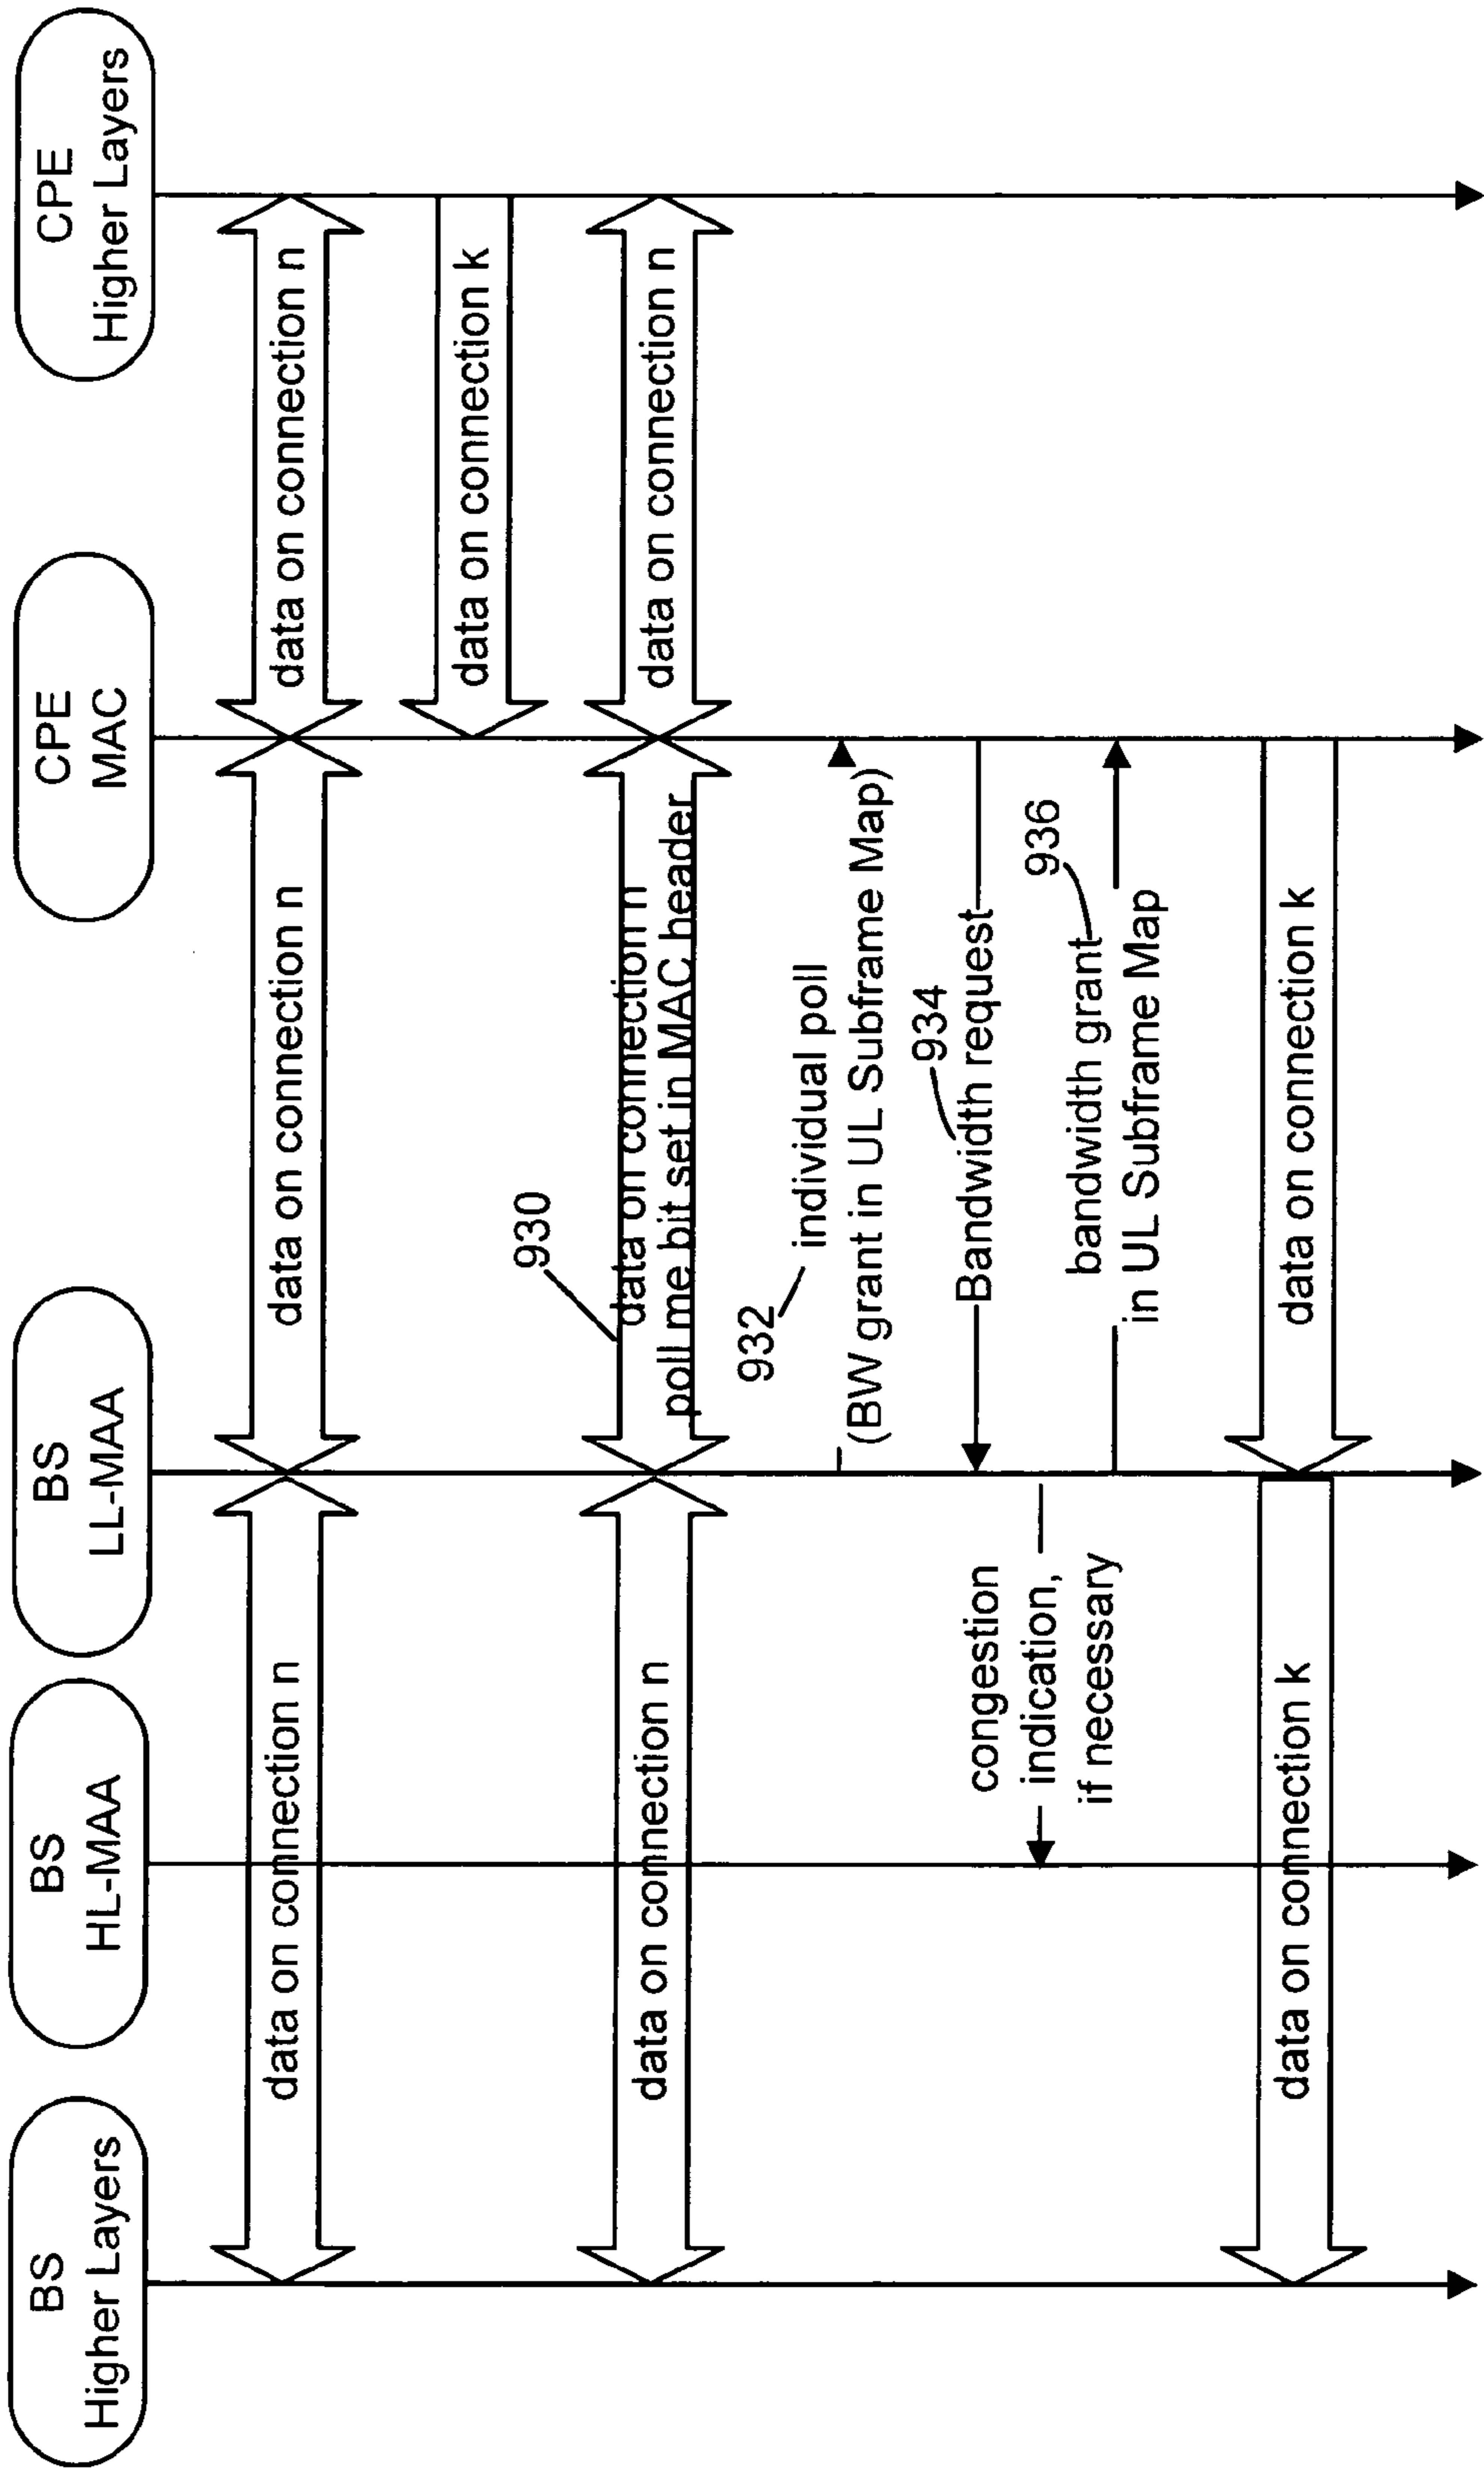 BS
Higher Layers
BS
HL-MAA
BS
LL-MAA
CPE
MAC
CPE
Higher Layers
data on connection n
data on connection n
data on connection n
data on connection k
930
data on connection n
data on connection n
poll me bit set in MAC header
data on connection n
932
individual poll
(BW grant in UL Subframe Map)
934
Bandwidth request
congestion
indication,
if necessary
936
bandwidth grant
in UL Subframe Map
data on connection k
data on connection k